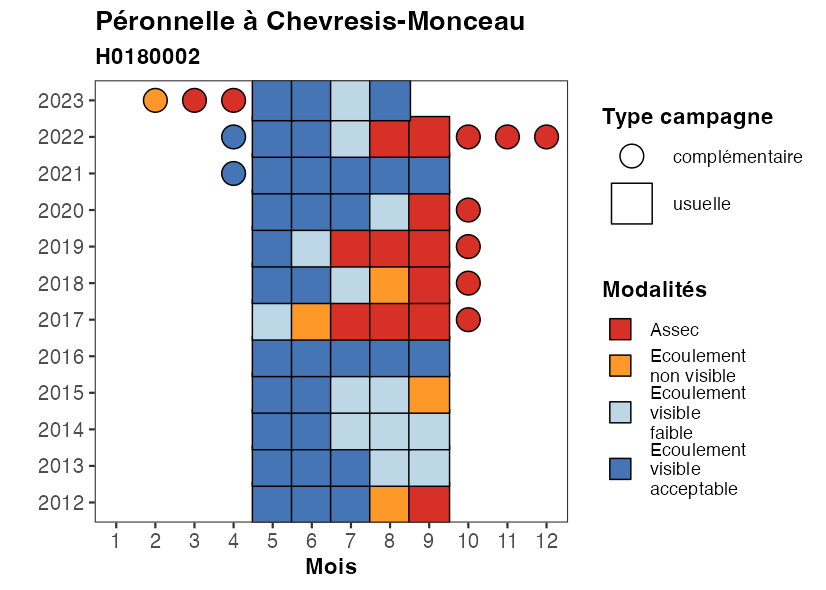 Péronnelle à Chevresis-Monceau
H0180002
2023
2022
2021
2020
2019
2018
2017
2016
2015
2014
2013
2012
1 2 3 4 5 6 7 8 9 10 11 12
Mois
Type campagne
complémentaire
usuelle
Modalités
Assec
Ecoulement
non visible
Ecoulement
visible
faible
Ecoulement
visible
acceptable